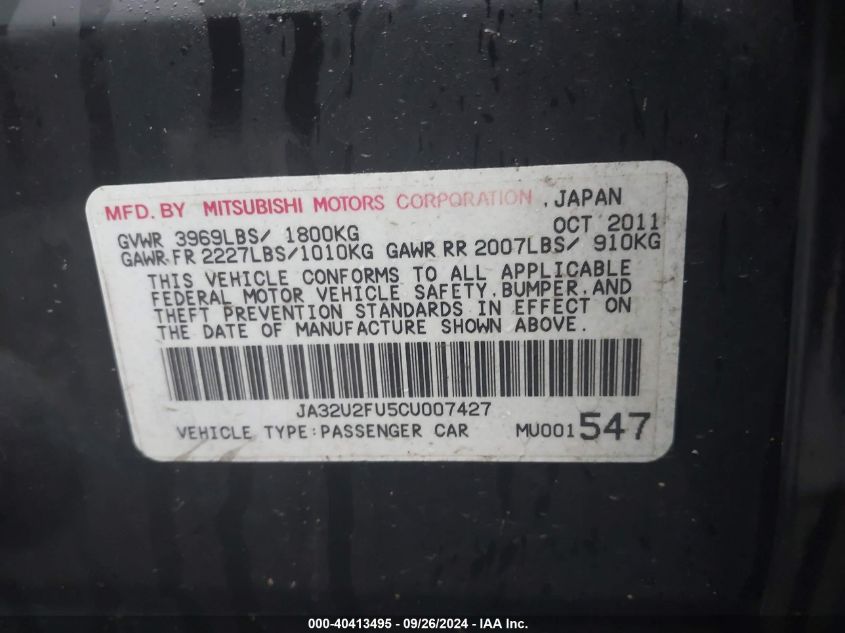 MFD. BY MITSUBISHI MOTORS CORPORATION , JAPAN
GVWR 3969LBS/ 1800KG OCT 2011
GAWR FR 2227LBS/1010KG GAWR RR 2007LBS/ 910KG
THIS VEHICLE CONFORMS TO ALL APPLICABLE
FEDERAL MOTOR VEHICLE SAFETY, BUMPER, AND
THEFT PREVENTION STANDARDS IN EFFECT ON
THE DATE OF MANUFACTURE SHOWN ABOVE.
JA32U2FU5CU007427
VEHICLE TYPE:PASSENGER CAR MU001547
000-40413495 - 09/26/2024 - IAA Inc.